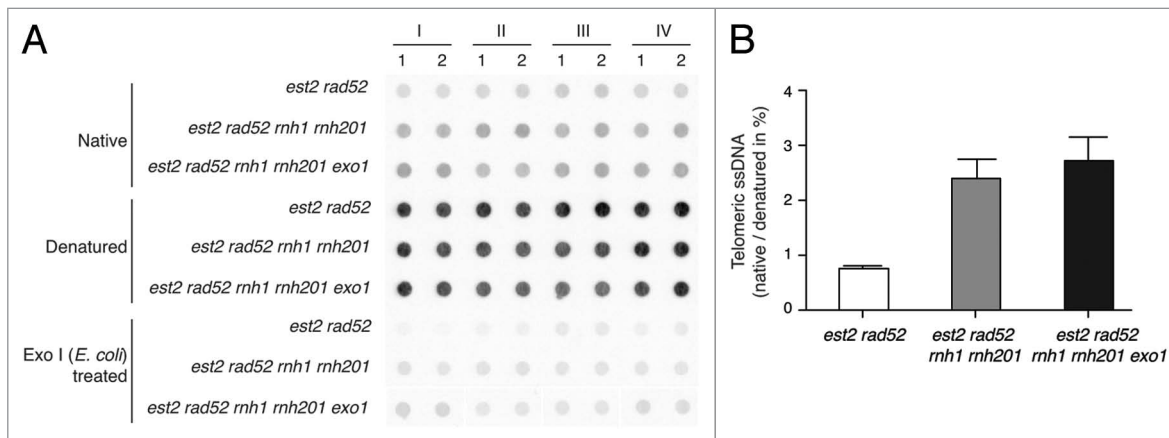 A
I II III IV
1 2 1 2 1 2 1 2
Native
est2 rad52
est2 rad52 rnh1 rnh201
est2 rad52 rnh1 rnh201 exo1
Denatured
est2 rad52
est2 rad52 rnh1 rnh201
est2 rad52 rnh1 rnh201 exo1
Exo I (E. coli)
treated
est2 rad52
est2 rad52 rnh1 rnh201
est2 rad52 rnh1 rnh201 exo1
B
Telomeric ssDNA
(native / denatured in %)
4
3
2
1
0
est2 rad52
est2 rad52
rnh1 rnh201
est2 rad52
rnh1 rnh201 exo1